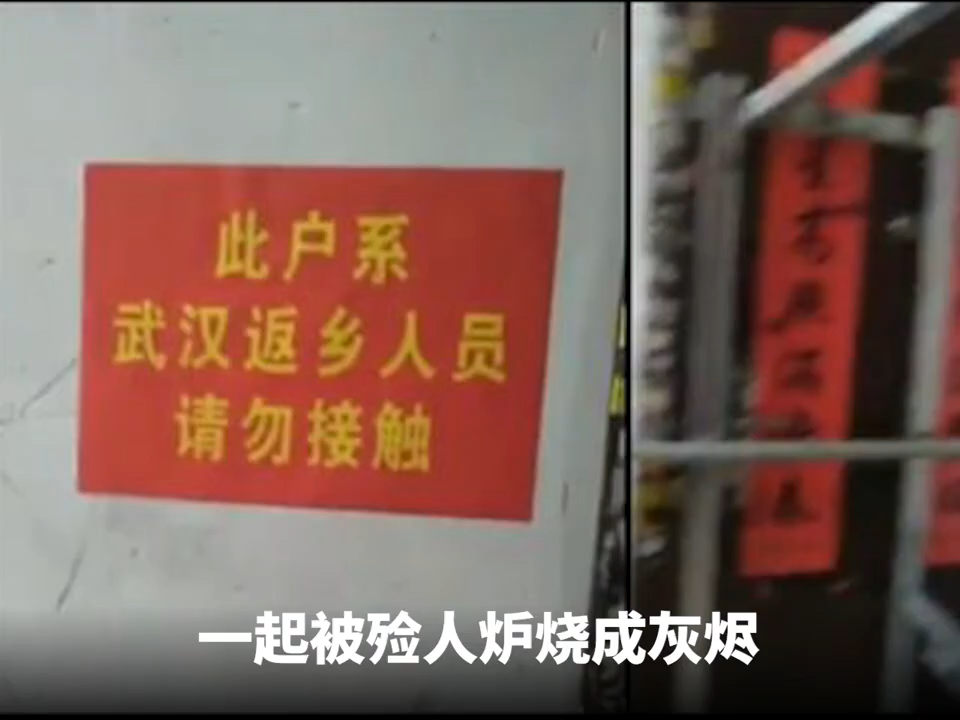 此户系
武汉返乡人员
请勿接触
一起被殓人炉烧成灰烬